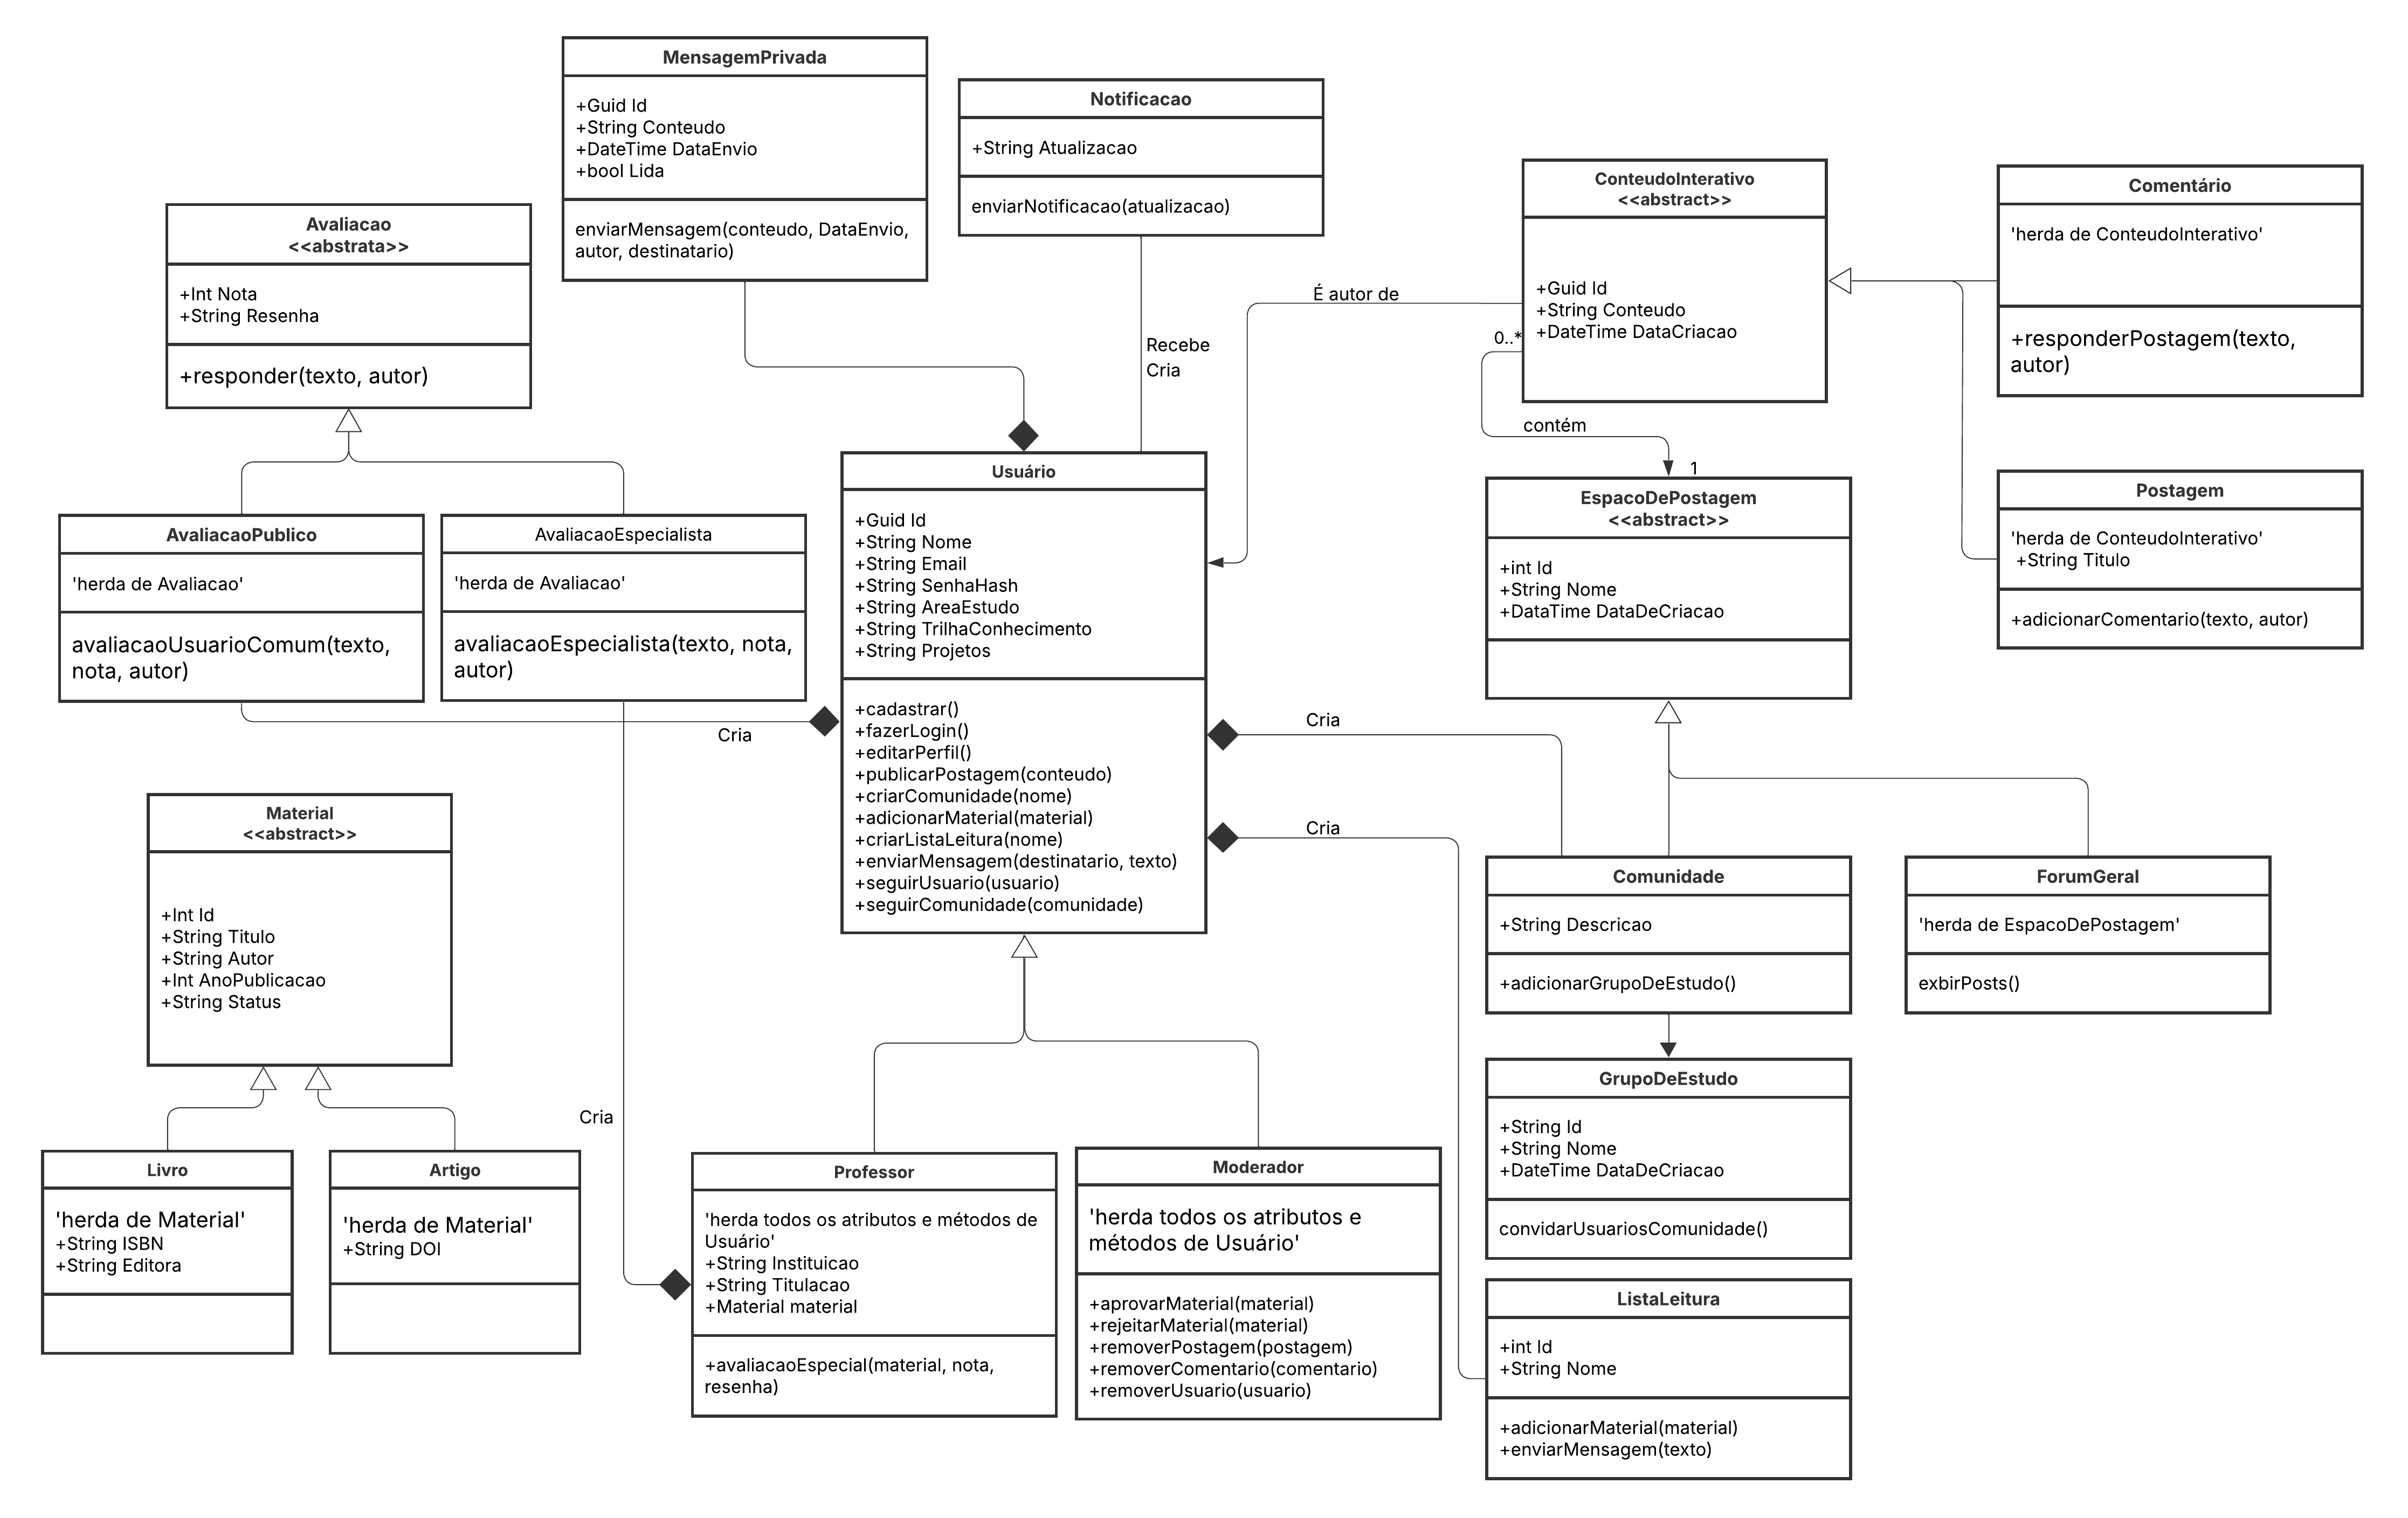 MensagemPrivada
+Guid Id
+String Conteudo
+DateTime DataEnvio
+bool Lida
enviarMensagem(conteudo, DataEnvio,
autor, destinatario)
Notificacao
+String Atualizacao
enviarNotificacao(atualizacao)
ConteudoInterativo
<<abstract>>
+Guid Id
+String Conteudo
+DateTime DataCriacao
Comentário
'herda de ConteudoInterativo'
+responderPostagem(texto,
autor)
Avaliacao
<<abstrata>>
+Int Nota
+String Resenha
+responder(texto, autor)
É autor de
0..*
Recebe
Cria
contém
1
Usuário
+Guid Id
+String Nome
+String Email
+String SenhaHash
+String AreaEstudo
+String TrilhaConhecimento
+String Projetos
+cadastrar()
+fazerLogin()
+editarPerfil()
+publicarPostagem(conteudo)
+criarComunidade(nome)
+adicionarMaterial(material)
+criarListaLeitura(nome)
+enviarMensagem(destinatario, texto)
+seguirUsuario(usuario)
+seguirComunidade(comunidade)
EspacoDePostagem
<<abstract>>
+int Id
+String Nome
+DataTime DataDeCriacao
Postagem
'herda de ConteudoInterativo'
+String Titulo
+adicionarComentario(texto, autor)
AvaliacaoPublico
'herda de Avaliacao'
avaliacaoUsuarioComum(texto,
nota, autor)
AvaliacaoEspecialista
'herda de Avaliacao'
avaliacaoEspecialista(texto, nota,
autor)
Cria
Cria
Cria
Material
<<abstract>>
+Int Id
+String Titulo
+String Autor
+Int AnoPublicacao
+String Status
Comunidade
+String Descricao
+adicionarGrupoDeEstudo()
ForumGeral
'herda de EspacoDePostagem'
exbirPosts()
Cria
GrupoDeEstudo
+String Id
+String Nome
+DateTime DataDeCriacao
convidarUsuariosComunidade()
Livro
'herda de Material'
+String ISBN
+String Editora
Artigo
'herda de Material'
+String DOI
Professor
'herda todos os atributos e métodos de
Usuário'
+String Instituicao
+String Titulacao
+Material material
+avaliacaoEspecial(material, nota,
resenha)
Moderador
'herda todos os atributos e
métodos de Usuário'
+aprovarMaterial(material)
+rejeitarMaterial(material)
+removerPostagem(postagem)
+removerComentario(comentario)
+removerUsuario(usuario)
ListaLeitura
+int Id
+String Nome
+adicionarMaterial(material)
+enviarMensagem(texto)